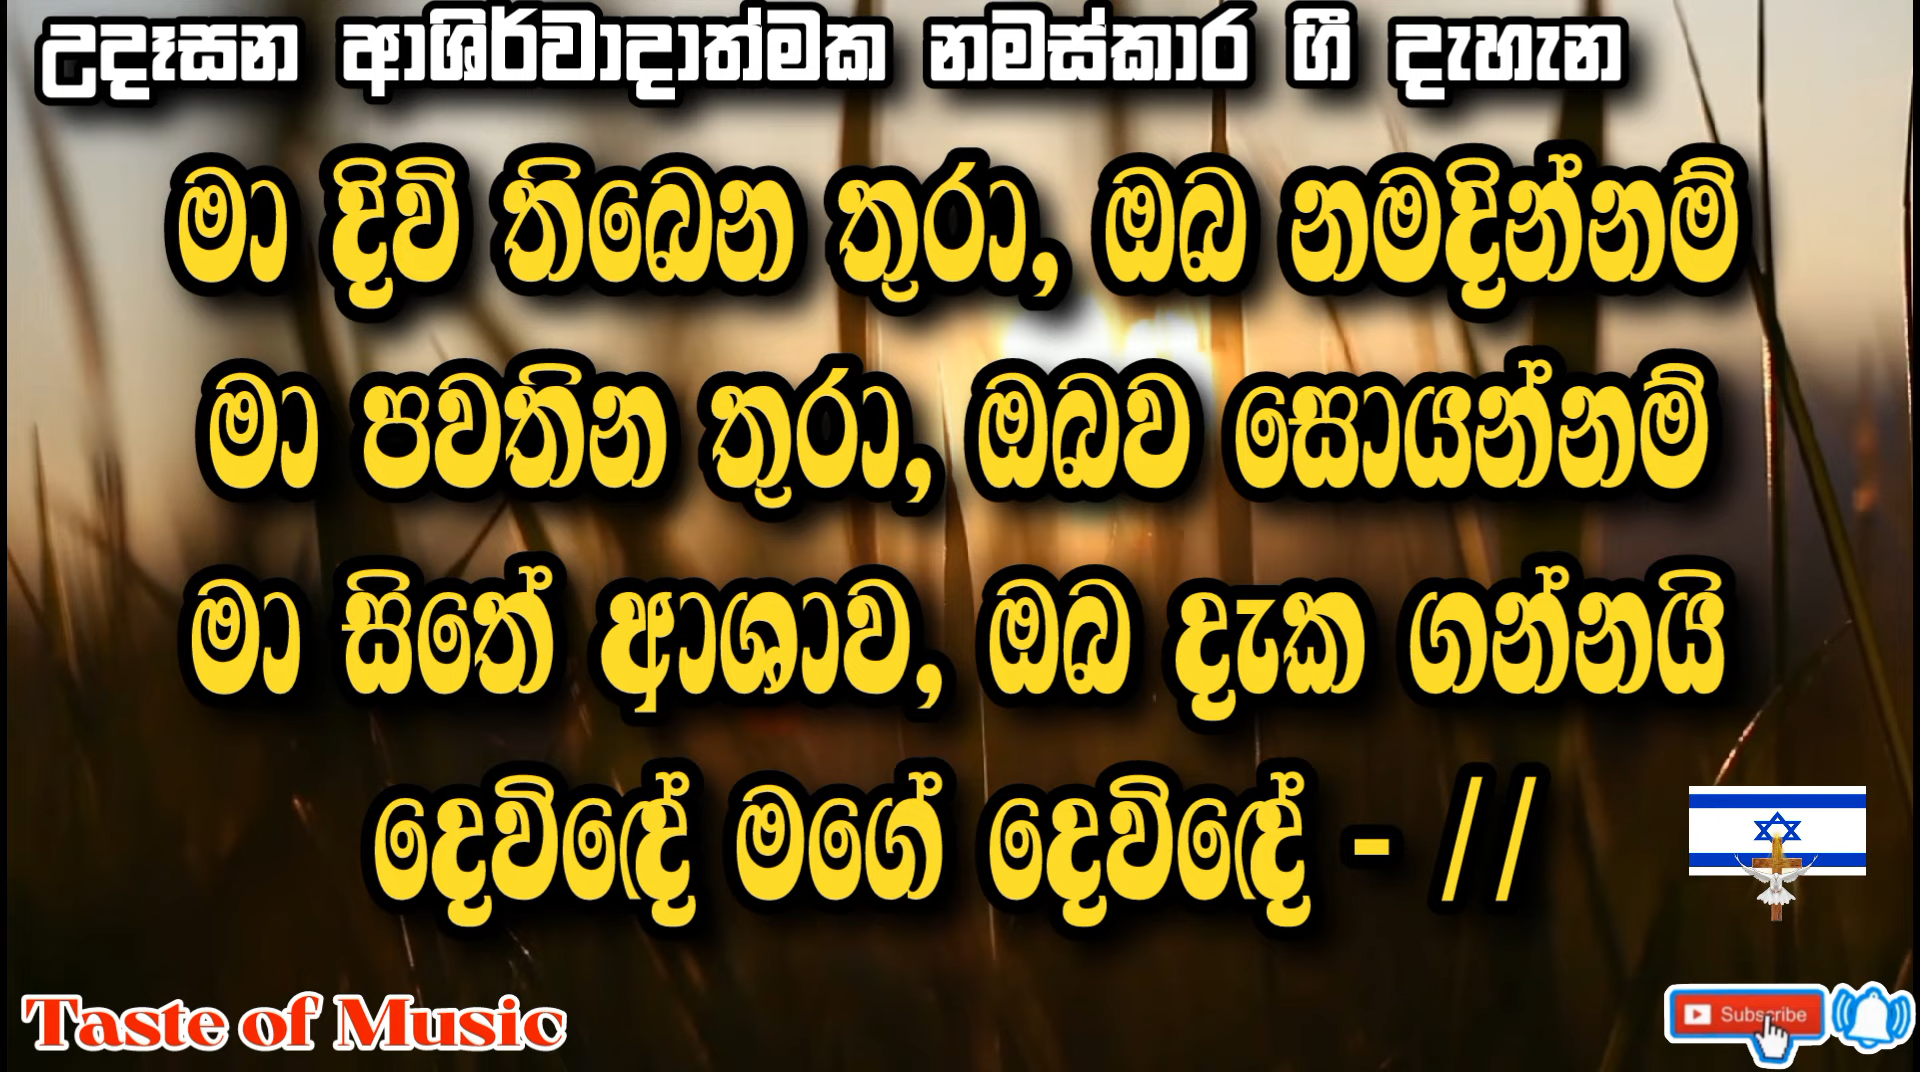 උදෑසන ආශිර්වාදාත්මක නමස්කාර ගී දැහැන
මා දිවි තිබෙන තුරා, ඔබ නමදින්නම්
මා පවතින තුරා, ඔබව සොයන්නම්
මා සිතේ ආශාව, ඔබ දැක ගන්නයි
දෙවිඳේ මගේ දෙවිඳේ - //
Taste of Music
Subscribe